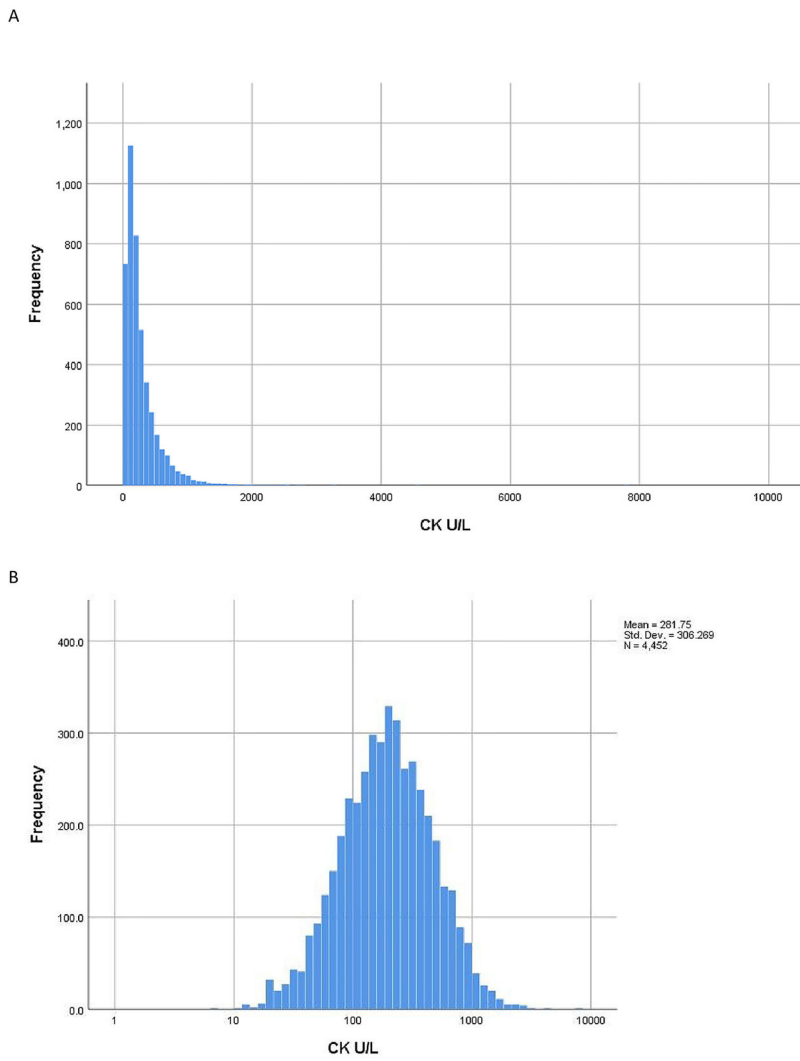 A
1,200
1,000
800
600
400
200
0
Frequency
0 2000 4000 6000 8000 10000
CK U/L
B
Mean = 281.75
Std. Dev. = 306.269
N = 4,452
400.0
300.0
200.0
100.0
0.0
Frequency
1 10 100 1000 10000
CK U/L